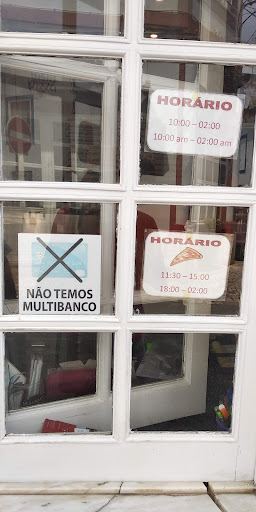 HORÁRIO
10:00 – 02:00
10:00 am – 02:00 am
HORÁRIO
11:30 – 15:00
18:00 – 02:00
NÃO TEMOS
MULTIBANCO